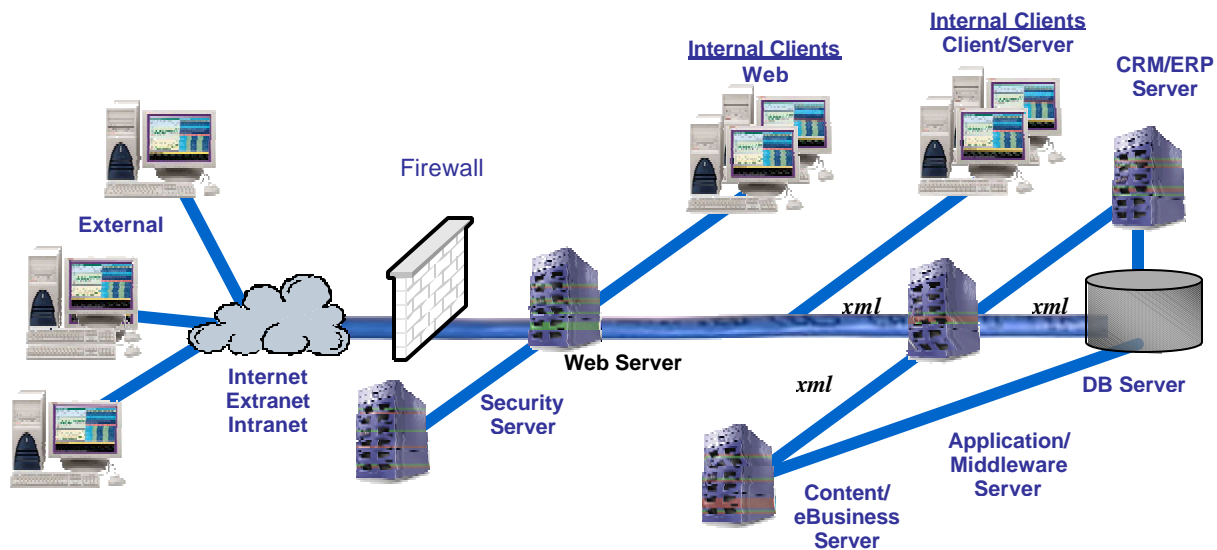 Internal Clients
Client/Server
Internal Clients
Web
CRM/ERP
Server
Firewall
External
xml
xml
Web Server
Internet
Extranet
Intranet
xml
DB Server
Security
Server
Application/
Middleware
Server
Content/
eBusiness
Server